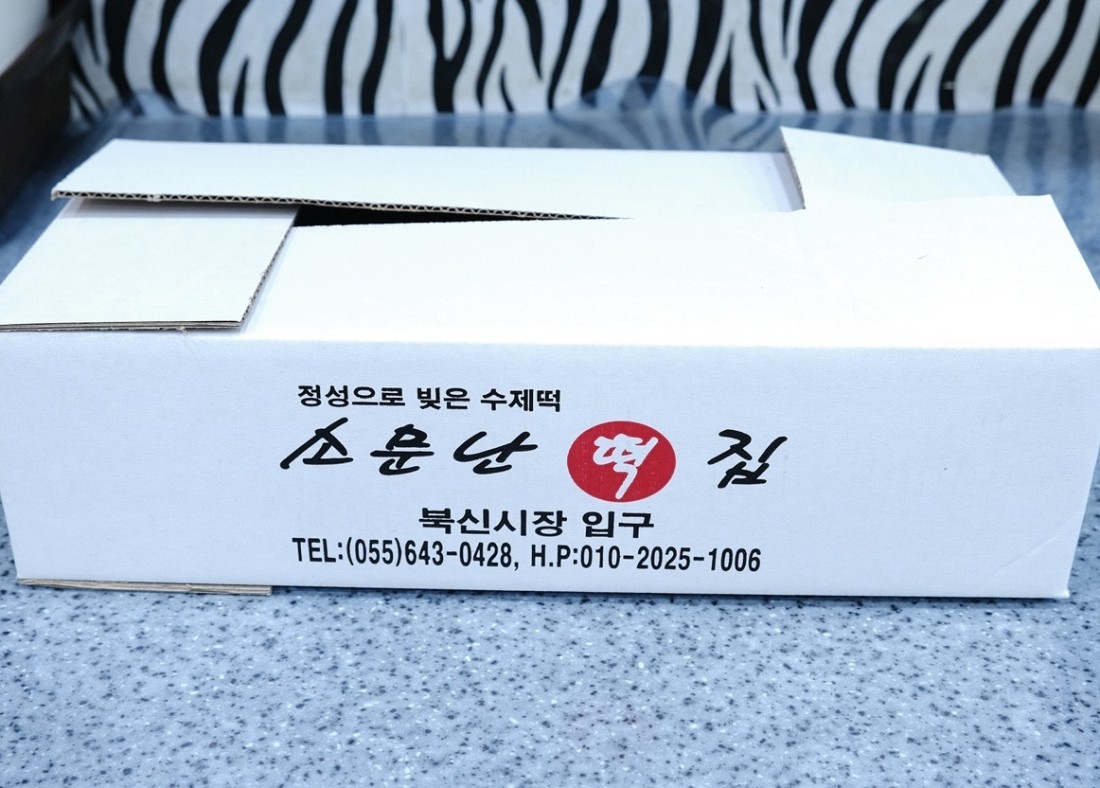 정성으로 빚은 수제떡
소문난 떡 집
북신시장 입구
TEL:(055)643-0428, H.P:010-2025-1006